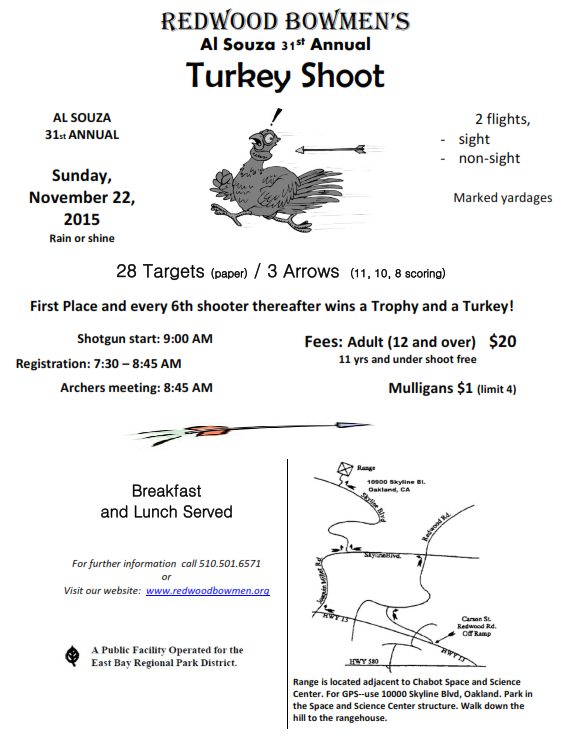 REDWOOD BOWMEN'S
Al Souza 31st Annual
Turkey Shoot
AL SOUZA
31st ANNUAL
Sunday,
November 22,
2015
Rain or shine
!
2 flights,
- sight
- non-sight
Marked yardages
28 Targets (paper) / 3 Arrows (11, 10, 8 scoring)
First Place and every 6th shooter thereafter wins a Trophy and a Turkey!
Shotgun start: 9:00 AM
Registration: 7:30 – 8:45 AM
Archers meeting: 8:45 AM
Fees: Adult (12 and over) $20
11 yrs and under shoot free
Mulligans $1 (limit 4)
Breakfast
and Lunch Served
For further information call 510.501.6571
or
Visit our website: www.redwoodbowmen.org
A Public Facility Operated for the
East Bay Regional Park District.
Range
10900 Skyline Bl.
Oakland, CA
Skyline Blvd
Redwood Rd.
Skyline Blvd.
Joaquin Miller Rd
HWY 13
Carson St.
Redwood Rd.
Off Ramp
HWY 13
HWY 580
Range is located adjacent to Chabot Space and Science
Center. For GPS--use 10000 Skyline Blvd, Oakland. Park in
the Space and Science Center structure. Walk down the
hill to the rangehouse.